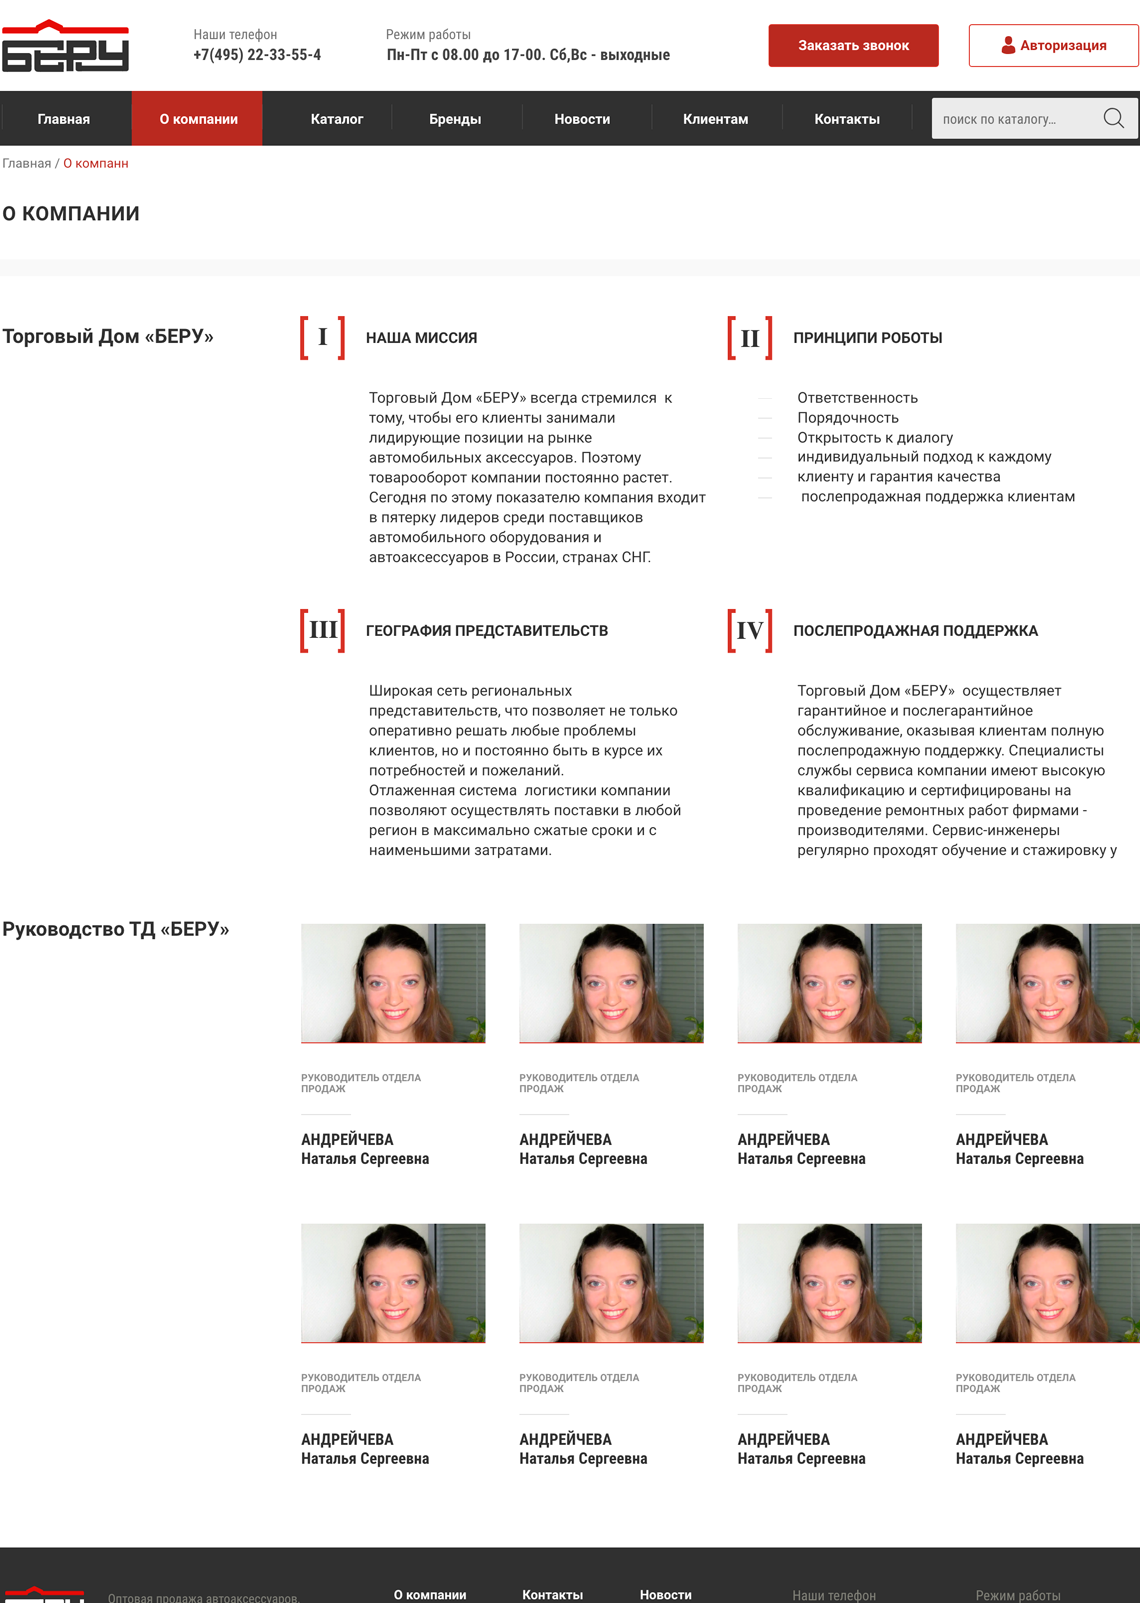 БЕРУ
Наши телефон
+7(495) 22-33-55-4
Режим работы
Пн-Пт с 08.00 до 17-00. Сб,Вс - выходные
Заказать звонок
Авторизация
Главная
О компании
Каталог
Бренды
Новости
Клиентам
Контакты
поиск по каталогу...
Главная / О компанн
О КОМПАНИИ
Торговый Дом «БЕРУ»
I
НАША МИССИЯ
Торговый Дом «БЕРУ» всегда стремился к
тому, чтобы его клиенты занимали
лидирующие позиции на рынке
автомобильных аксессуаров. Поэтому
товарооборот компании постоянно растет.
Сегодня по этому показателю компания входит
в пятерку лидеров среди поставщиков
автомобильного оборудования и
автоаксессуаров в России, странах СНГ.
II
ПРИНЦИПИ РОБОТЫ
Ответственность
Порядочность
Открытость к диалогу
индивидуальный подход к каждому
клиенту и гарантия качества
послепродажная поддержка клиентам
III
ГЕОГРАФИЯ ПРЕДСТАВИТЕЛЬСТВ
Широкая сеть региональных
представительств, что позволяет не только
оперативно решать любые проблемы
клиентов, но и постоянно быть в курсе их
потребностей и пожеланий.
Отлаженная система логистики компании
позволяют осуществлять поставки в любой
регион в максимально сжатые сроки и с
наименьшими затратами.
IV
ПОСЛЕПРОДАЖНАЯ ПОДДЕРЖКА
Торговый Дом «БЕРУ» осуществляет
гарантийное и послегарантийное
обслуживание, оказывая клиентам полную
послепродажную поддержку. Специалисты
службы сервиса компании имеют высокую
квалификацию и сертифицированы на
проведение ремонтных работ фирмами -
производителями. Сервис-инженеры
регулярно проходят обучение и стажировку у
Руководство ТД «БЕРУ»
РУКОВОДИТЕЛЬ ОТДЕЛА
ПРОДАЖ
АНДРЕЙЧЕВА
Наталья Сергеевна
РУКОВОДИТЕЛЬ ОТДЕЛА
ПРОДАЖ
АНДРЕЙЧЕВА
Наталья Сергеевна
РУКОВОДИТЕЛЬ ОТДЕЛА
ПРОДАЖ
АНДРЕЙЧЕВА
Наталья Сергеевна
РУКОВОДИТЕЛЬ ОТДЕЛА
ПРОДАЖ
АНДРЕЙЧЕВА
Наталья Сергеевна
РУКОВОДИТЕЛЬ ОТДЕЛА
ПРОДАЖ
АНДРЕЙЧЕВА
Наталья Сергеевна
РУКОВОДИТЕЛЬ ОТДЕЛА
ПРОДАЖ
АНДРЕЙЧЕВА
Наталья Сергеевна
РУКОВОДИТЕЛЬ ОТДЕЛА
ПРОДАЖ
АНДРЕЙЧЕВА
Наталья Сергеевна
РУКОВОДИТЕЛЬ ОТДЕЛА
ПРОДАЖ
АНДРЕЙЧЕВА
Наталья Сергеевна
Оптовая продажа автоаксессуаров,
О компании
Контакты
Новости
Наши телефон
Режим работы